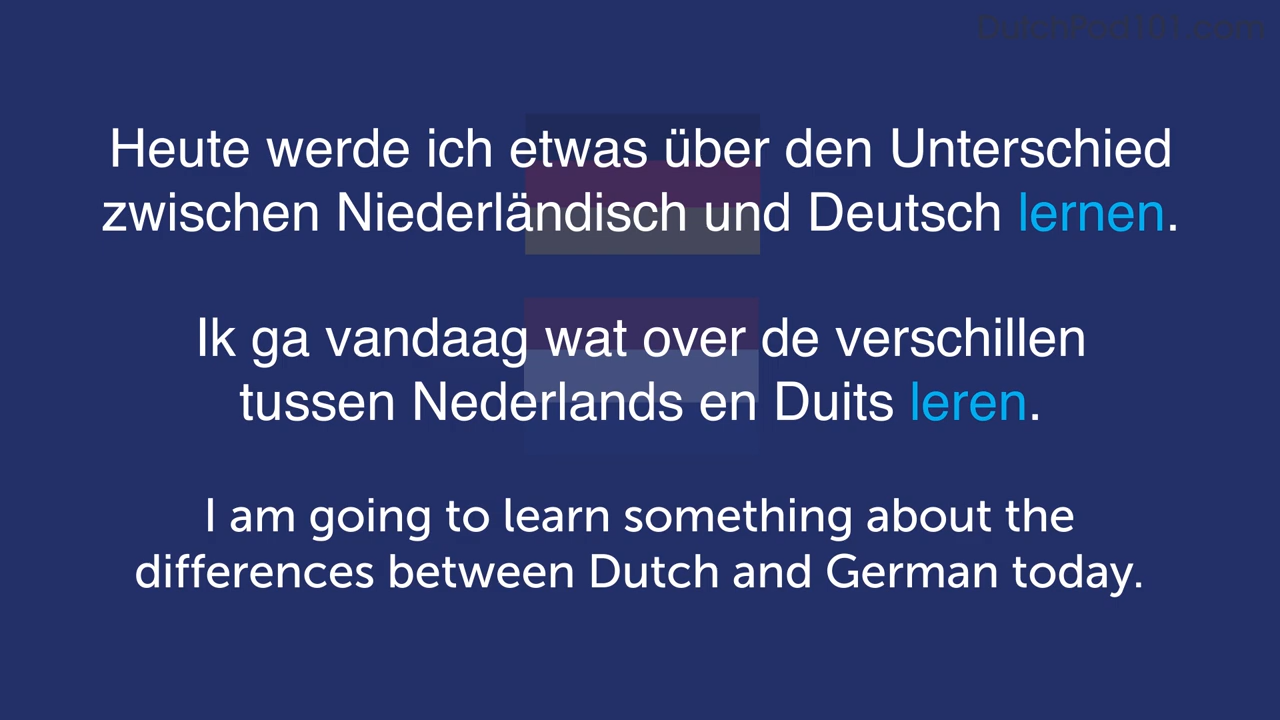 DutchPod101.com
Heute werde ich etwas über den Unterschied
zwischen Niederländisch und Deutsch lernen.
Ik ga vandaag wat over de verschillen
tussen Nederlands en Duits leren.
I am going to learn something about the
differences between Dutch and German today.